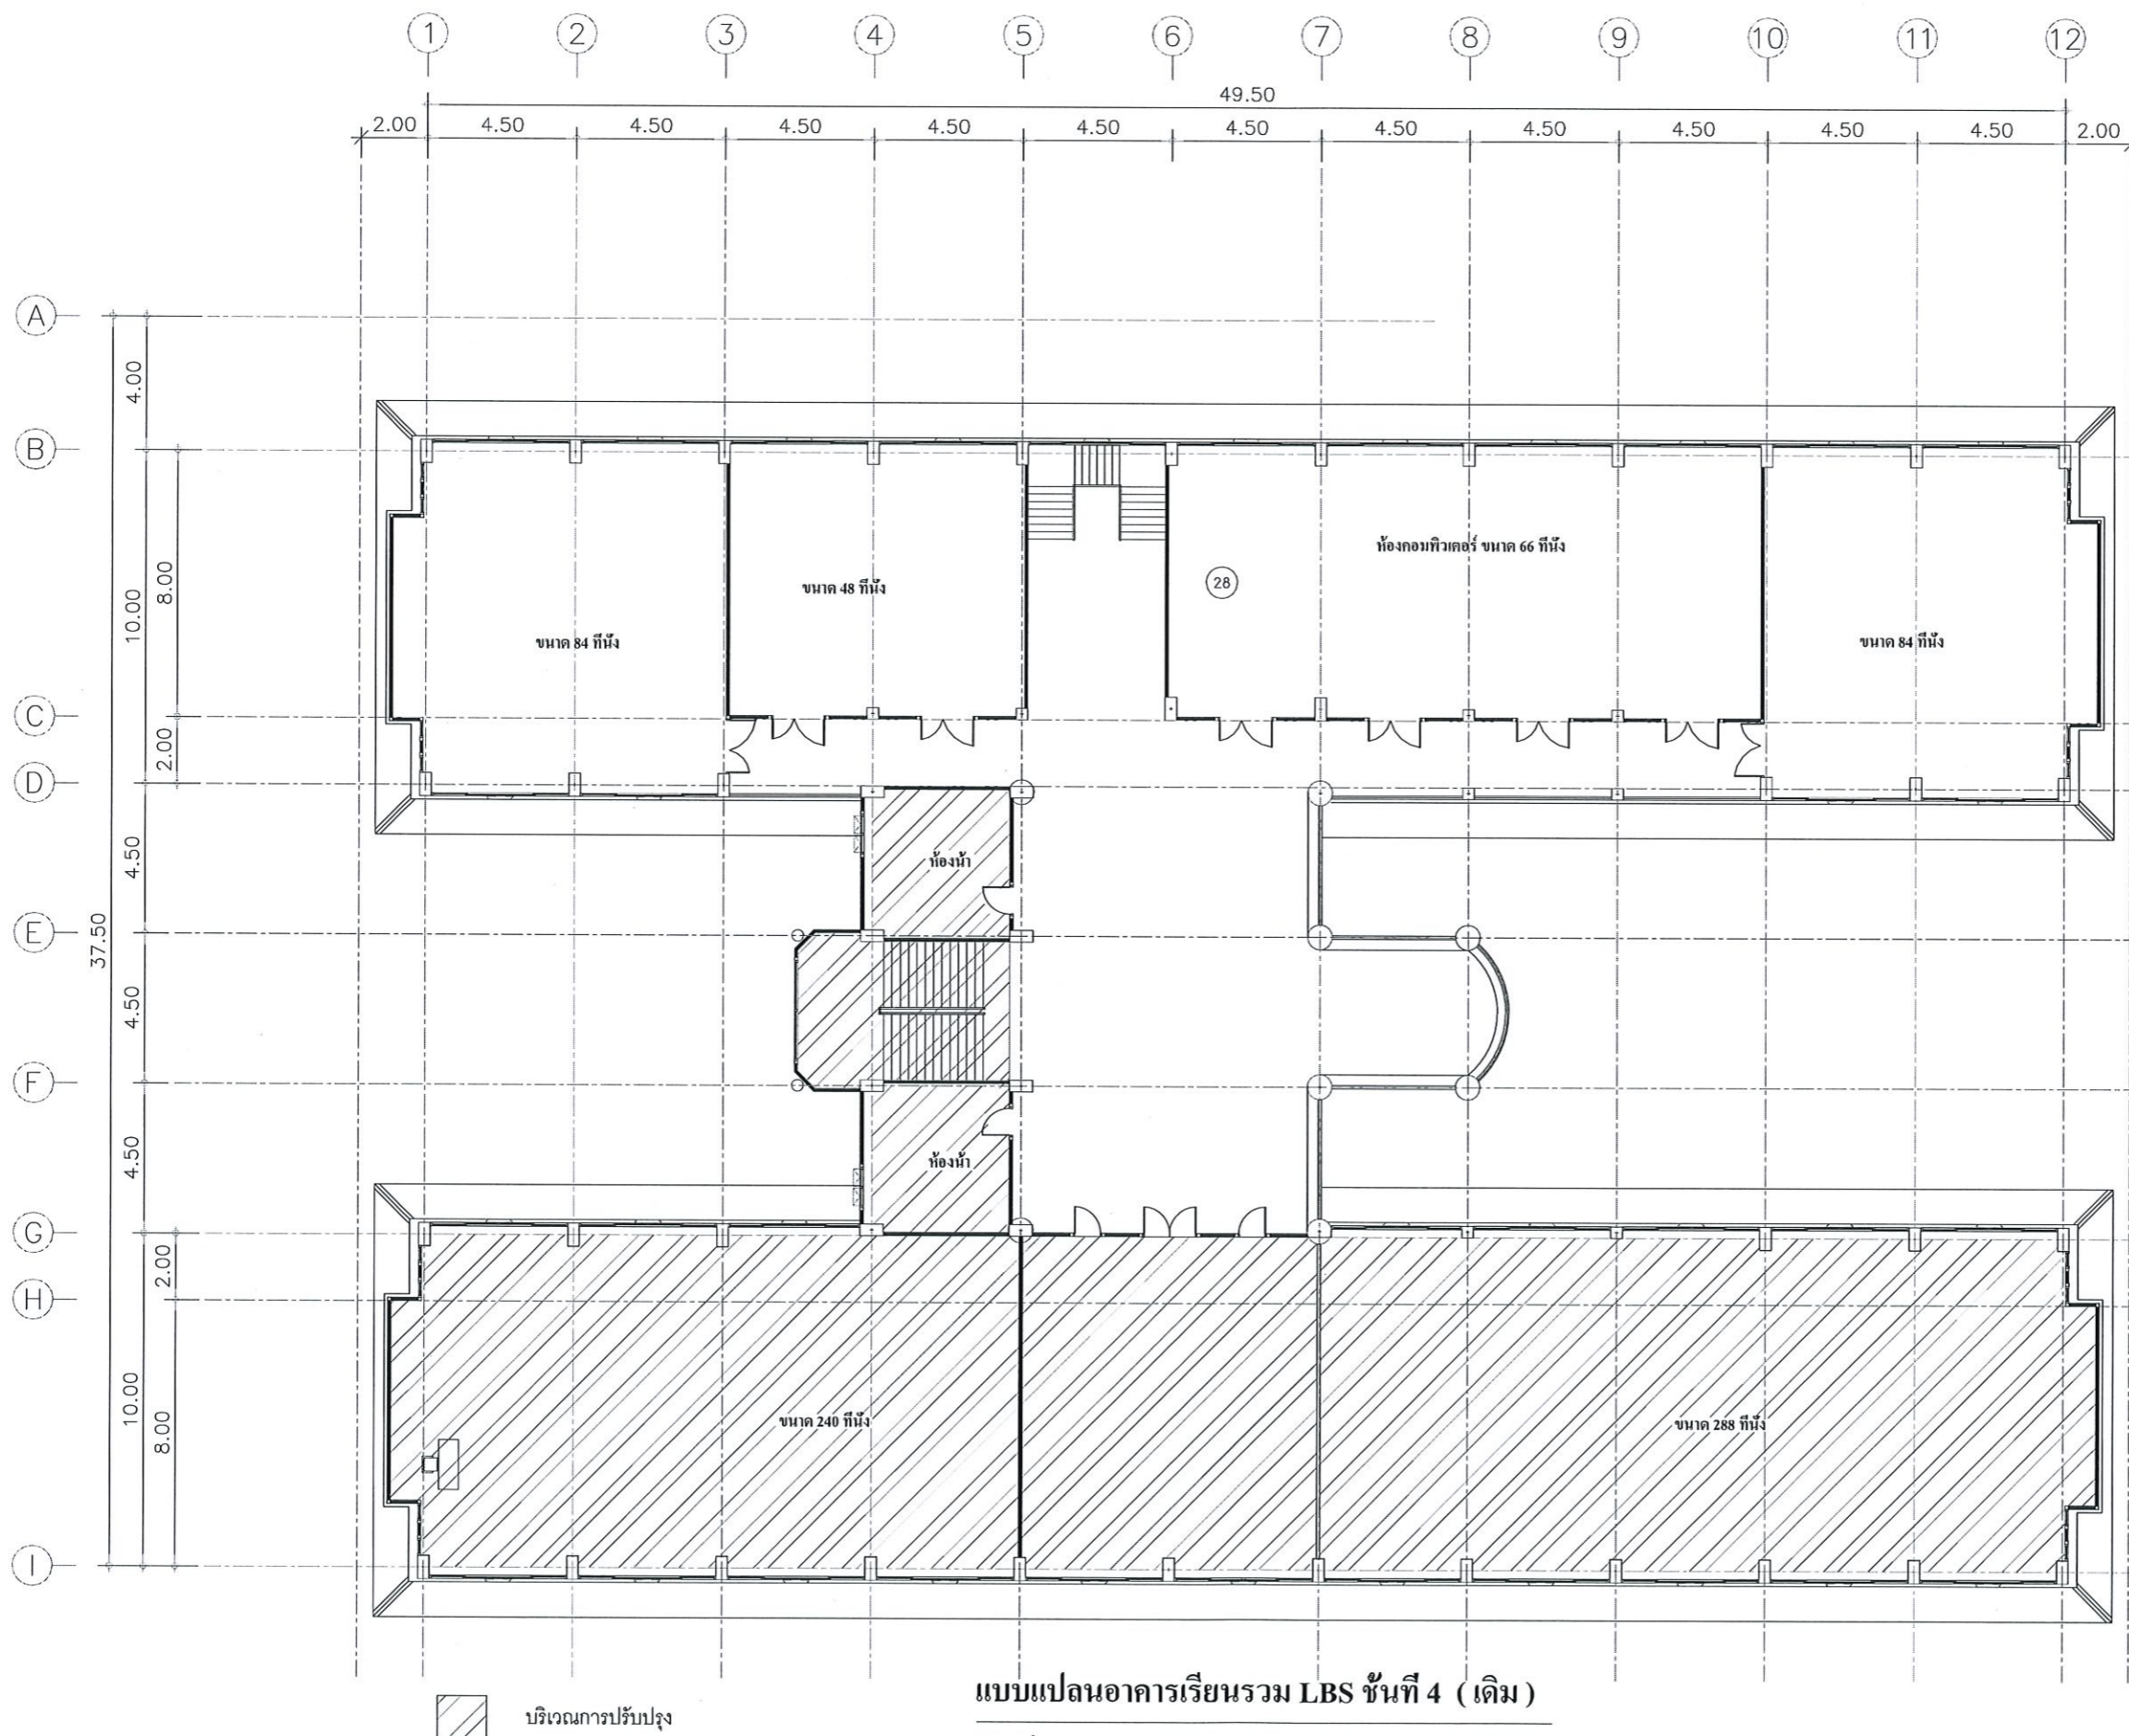 1 2 3 4 5 6 7 8 9 10 11 12
49.50
2.00 4.50 4.50 4.50 4.50 4.50 4.50 4.50 4.50 4.50 4.50 4.50 2.00
A
4.00
B
ห้องคอมพิวเตอร์ ขนาด 66 ที่นั่ง
28
ขนาด 48 ที่นั่ง
10.00 8.00
ขนาด 84 ที่นั่ง
ขนาด 84 ที่นั่ง
C
2.00
D
4.50
ห้องน้ำ
E
37.50
4.50
F
4.50
ห้องน้ำ
G
2.00
H
10.00 8.00
ขนาด 240 ที่นั่ง
ขนาด 288 ที่นั่ง
I
แบบแปลนอาคารเรียนรวม LBS ชั้นที่ 4 ( เดิม )
บริเวณการปรับปรุง